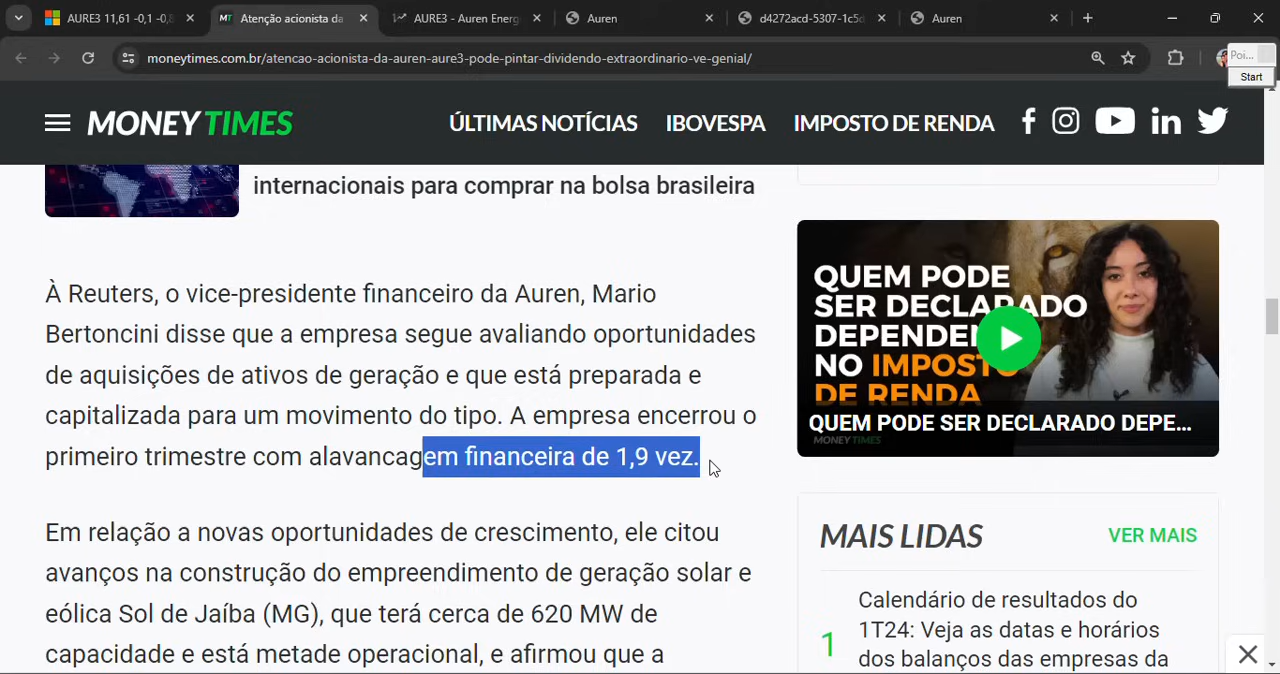 AURE3 11,61 -0,1 -0,8
Atenção acionista da
AURE3 - Auren Energ
Auren
d4272acd-5307-1c5d
Auren
moneytimes.com.br/atencao-acionista-da-auren-aure3-pode-pintar-dividendo-extraordinario-ve-genial/
Poi...
Start
MONEY TIMES
ÚLTIMAS NOTÍCIAS
IBOVESPA
IMPOSTO DE RENDA
internacionais para comprar na bolsa brasileira
À Reuters, o vice-presidente financeiro da Auren, Mario
Bertoncini disse que a empresa segue avaliando oportunidades
de aquisições de ativos de geração e que está preparada e
capitalizada para um movimento do tipo. A empresa encerrou o
primeiro trimestre com alavancagem financeira de 1,9 vez.
Em relação a novas oportunidades de crescimento, ele citou
avanços na construção do empreendimento de geração solar e
eólica Sol de Jaíba (MG), que terá cerca de 620 MW de
capacidade e está metade operacional, e afirmou que a
QUEM PODE
SER DECLARADO
DEPENDEN
NO IMPOSTO
DE RENDA
QUEM PODE SER DECLARADO DEPE...
MONEY TIMES
MAIS LIDAS
VER MAIS
1
Calendário de resultados do
1T24: Veja as datas e horários
dos balanços das empresas da